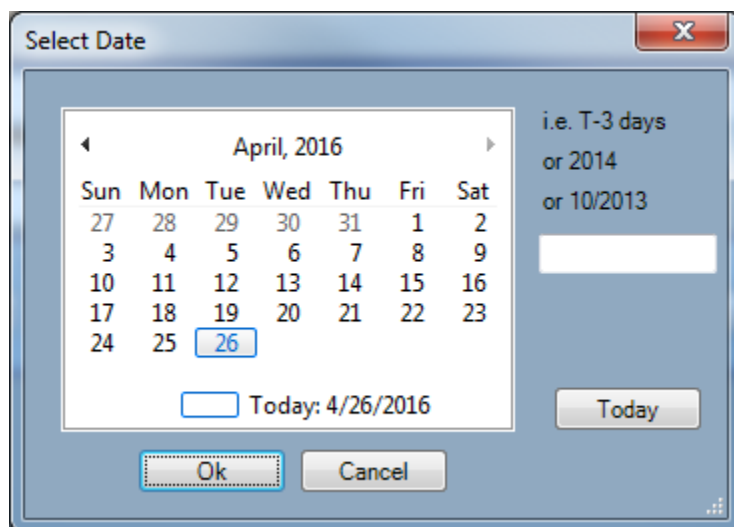 Select Date
April, 2016
Sun Mon Tue Wed Thu Fri Sat
27 28 29 30 31 1 2
3 4 5 6 7 8 9
10 11 12 13 14 15 16
17 18 19 20 21 22 23
24 25 26
Today: 4/26/2016
i.e. T-3 days
or 2014
or 10/2013
Today
Ok Cancel